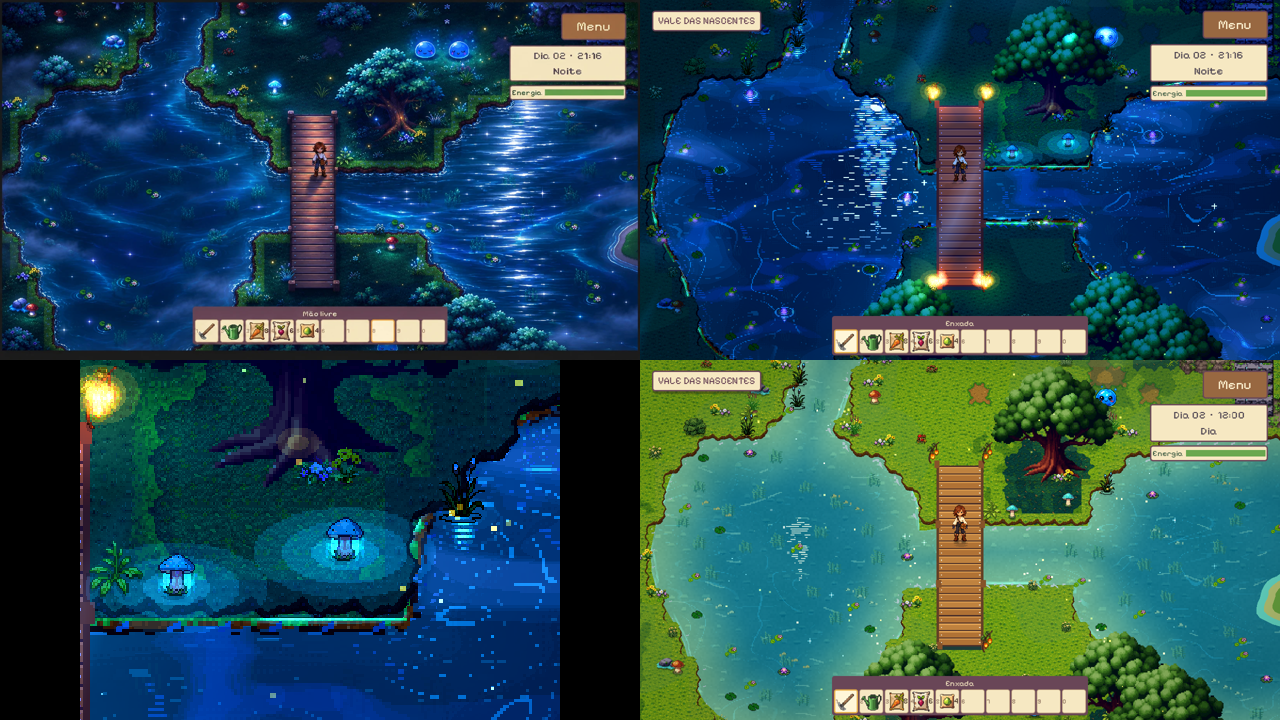 Menu
Dia 02 • 21:16
Noite
Energia
Mão livre
VALE DAS NASCENTES
Menu
Dia 02 • 21:16
Noite
Energia
Enxada
VALE DAS NASCENTES
Menu
Dia 02 • 12:00
Dia
Energia
Enxada